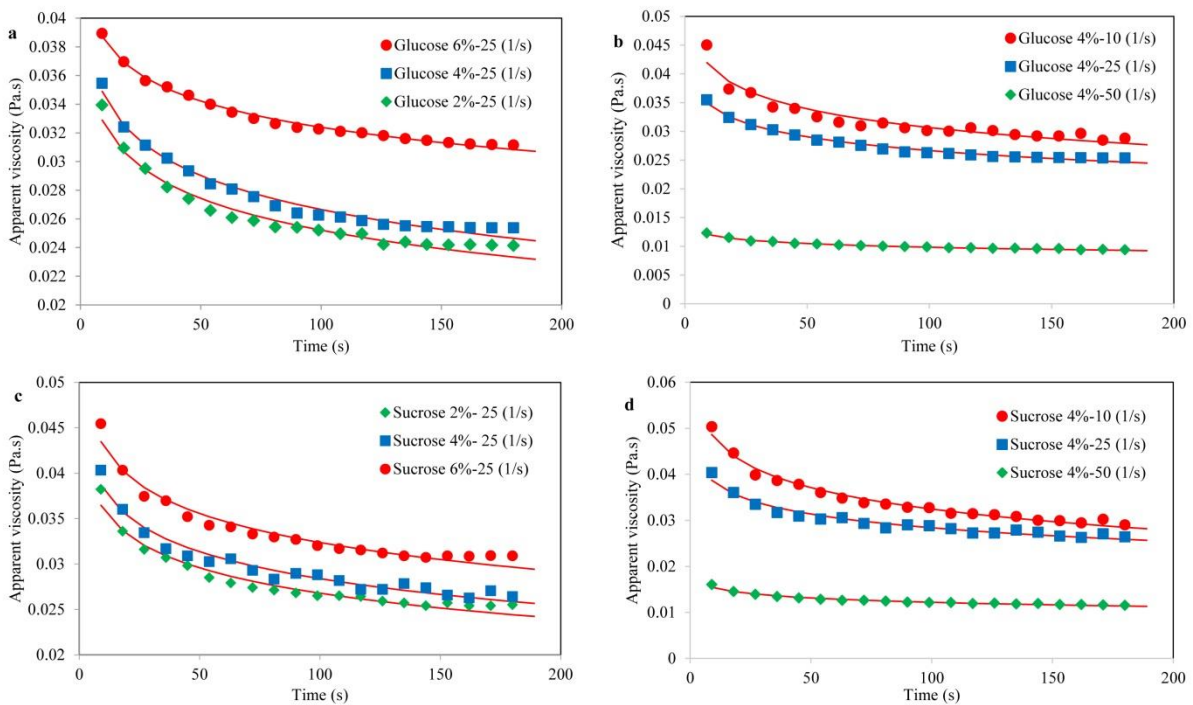 a
0.04
0.038
0.036
0.034
0.032
0.03
0.028
0.026
0.024
0.022
0.02
Apparent viscosity (Pa.s)
Glucose 6%-25 (1/s)
Glucose 4%-25 (1/s)
Glucose 2%-25 (1/s)
0 50 100 150 200
Time (s)
b
0.05
0.045
0.04
0.035
0.03
0.025
0.02
0.015
0.01
0.005
0
Apparent viscosity (Pa.s)
Glucose 4%-10 (1/s)
Glucose 4%-25 (1/s)
Glucose 4%-50 (1/s)
0 50 100 150 200
Time (s)
c
0.05
0.045
0.04
0.035
0.03
0.025
0.02
Apparent viscosity (Pa.s)
Sucrose 2%- 25 (1/s)
Sucrose 4%- 25 (1/s)
Sucrose 6%-25 (1/s)
0 50 100 150 200
Time (s)
d
0.06
0.05
0.04
0.03
0.02
0.01
0
Apparent viscosity (Pa.s)
Sucrose 4%-10 (1/s)
Sucrose 4%-25 (1/s)
Sucrose 4%-50 (1/s)
0 50 100 150 200
Time (s)